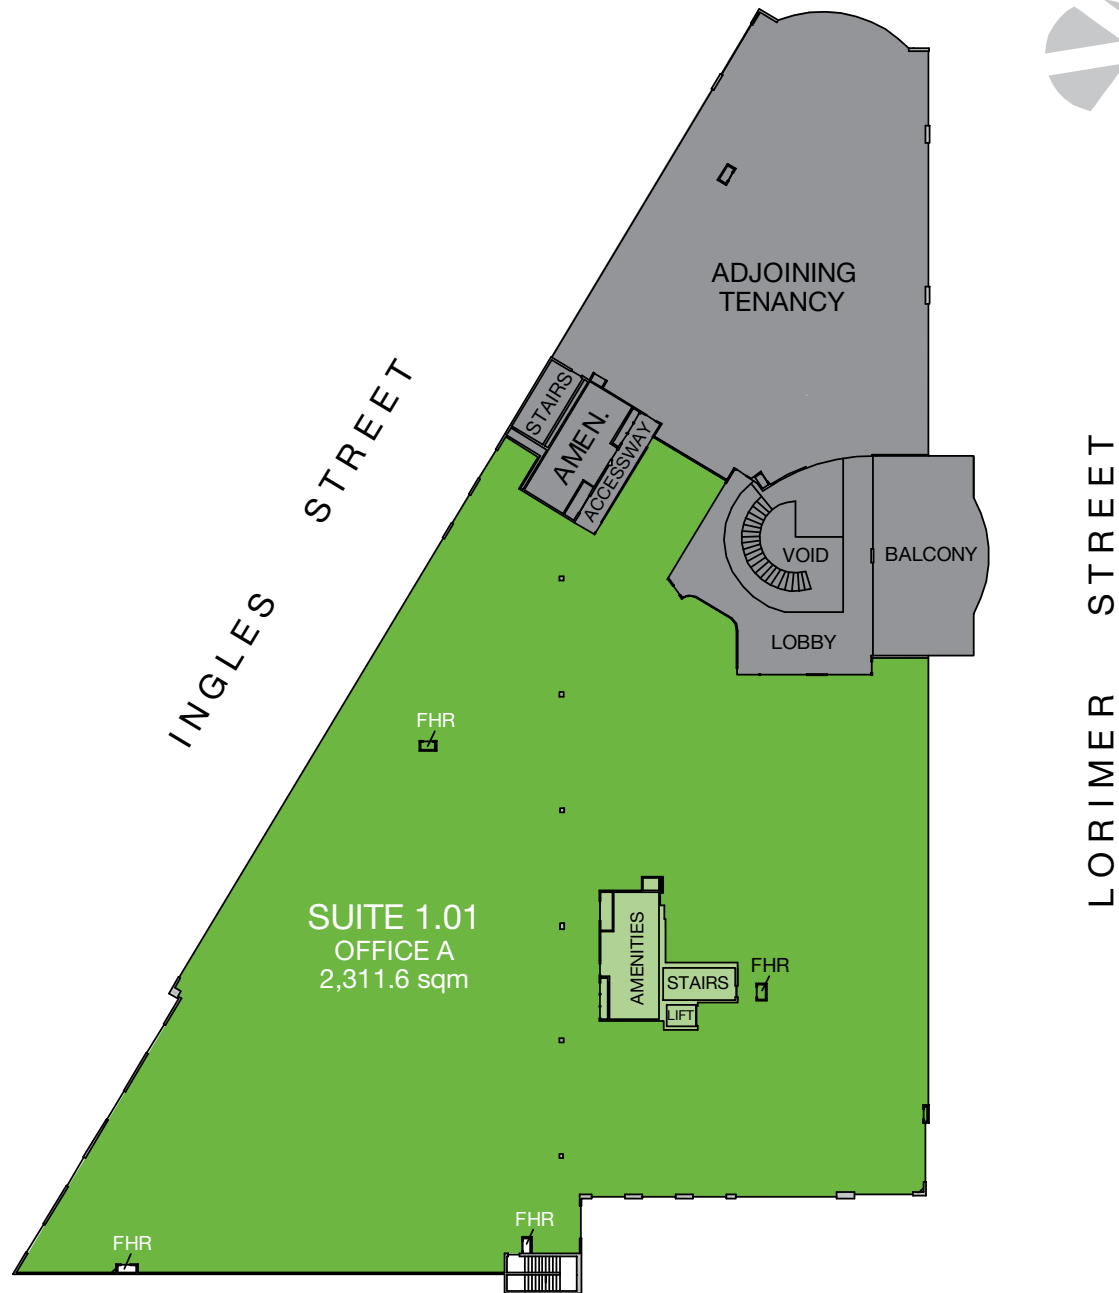 ADJOINING
TENANCY
STAIRS
AMEN.
ACCESSWAY
INGLES STREET
VOID
BALCONY
LOBBY
LORIMER STREET
FHR
SUITE 1.01
OFFICE A
2,311.6 sqm
AMENITIES
STAIRS
LIFT
FHR
FHR
FHR